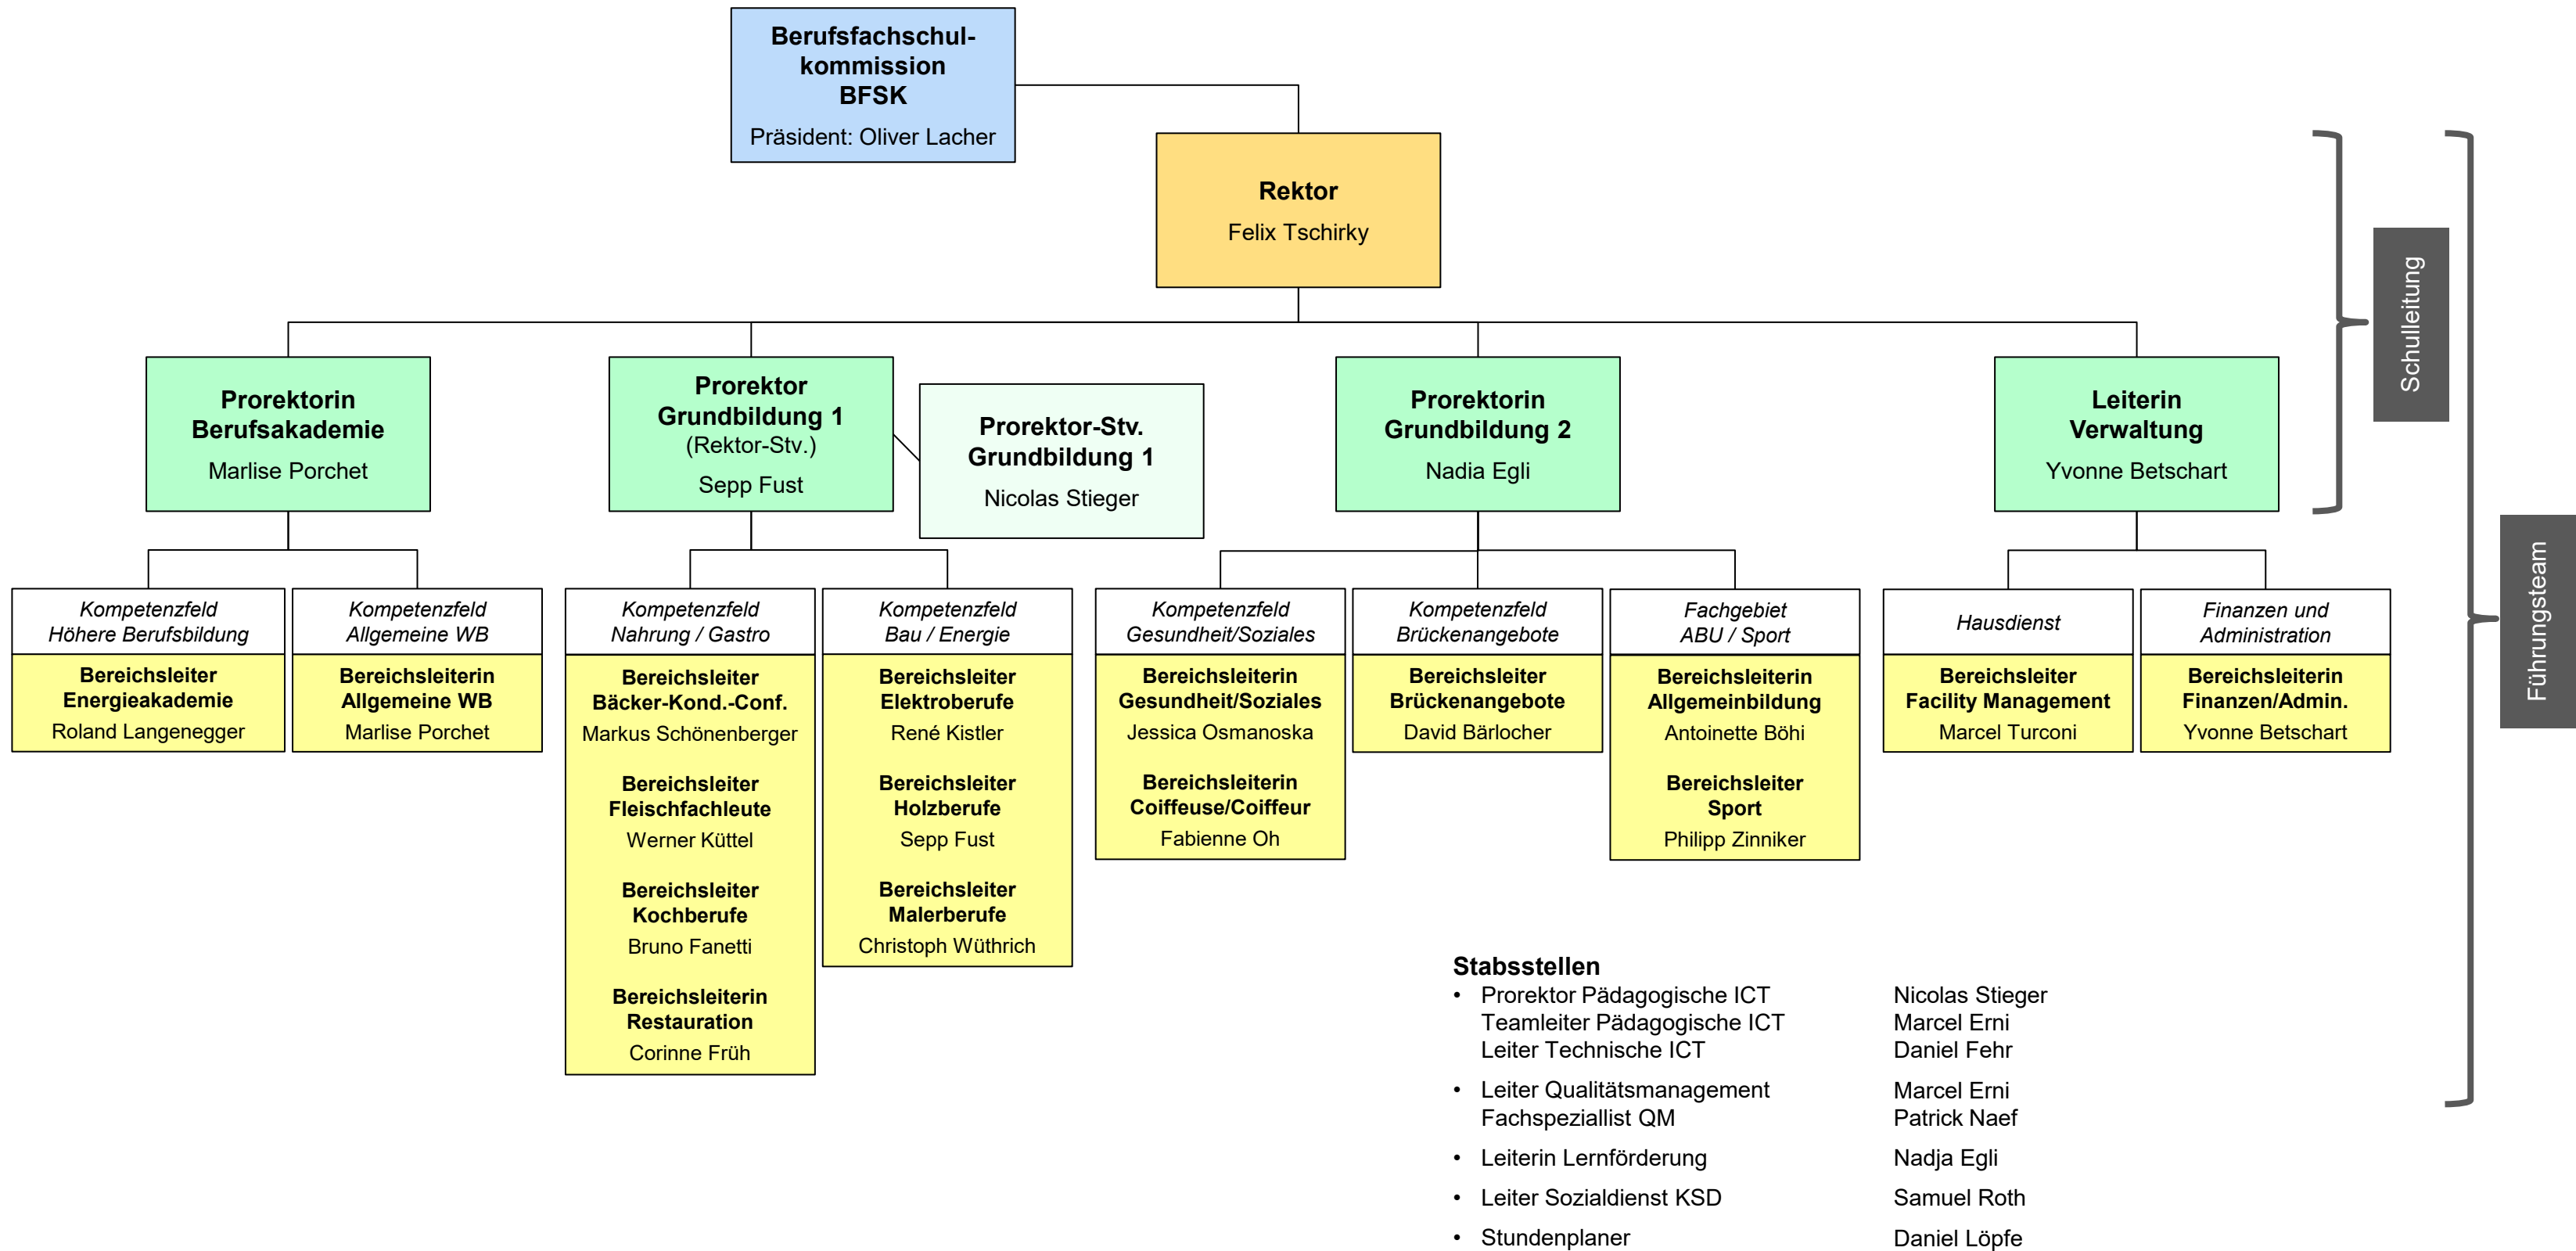 Berufsfachschul-
kommission
BFSK
Präsident: Oliver Lacher
Rektor
Felix Tschirky
Schulleitung
Führungsteam
Prorektorin
Berufsakademie
Marlise Porchet
Prorektor
Grundbildung 1
(Rektor-Stv.)
Sepp Fust
Prorektor-Stv.
Grundbildung 1
Nicolas Stieger
Prorektorin
Grundbildung 2
Nadia Egli
Leiterin
Verwaltung
Yvonne Betschart
Kompetenzfeld
Höhere Berufsbildung
Bereichsleiter
Energieakademie
Roland Langenegger
Kompetenzfeld
Allgemeine WB
Bereichsleiterin
Allgemeine WB
Marlise Porchet
Kompetenzfeld
Nahrung / Gastro
Bereichsleiter
Bäcker-Kond.-Conf.
Markus Schönenberger
Bereichsleiter
Fleischfachleute
Werner Küttel
Bereichsleiter
Kochberufe
Bruno Fanetti
Bereichsleiterin
Restauration
Corinne Früh
Kompetenzfeld
Bau / Energie
Bereichsleiter
Elektroberufe
René Kistler
Bereichsleiter
Holzberufe
Sepp Fust
Bereichsleiter
Malerberufe
Christoph Wüthrich
Kompetenzfeld
Gesundheit/Soziales
Bereichsleiterin
Gesundheit/Soziales
Jessica Osmanoska
Bereichsleiterin
Coiffeuse/Coiffeur
Fabienne Oh
Kompetenzfeld
Brückenangebote
Bereichsleiter
Brückenangebote
David Bärlocher
Fachgebiet
ABU / Sport
Bereichsleiterin
Allgemeinbildung
Antoinette Böhi
Bereichsleiter
Sport
Philipp Zinniker
Hausdienst
Bereichsleiter
Facility Management
Marcel Turconi
Finanzen und
Administration
Bereichsleiterin
Finanzen/Admin.
Yvonne Betschart
Stabsstellen
• Prorektor Pädagogische ICT Nicolas Stieger
Teamleiter Pädagogische ICT Marcel Erni
Leiter Technische ICT Daniel Fehr
• Leiter Qualitätsmanagement Marcel Erni
Fachspeziallist QM Patrick Naef
• Leiterin Lernförderung Nadja Egli
• Leiter Sozialdienst KSD Samuel Roth
• Stundenplaner Daniel Löpfe